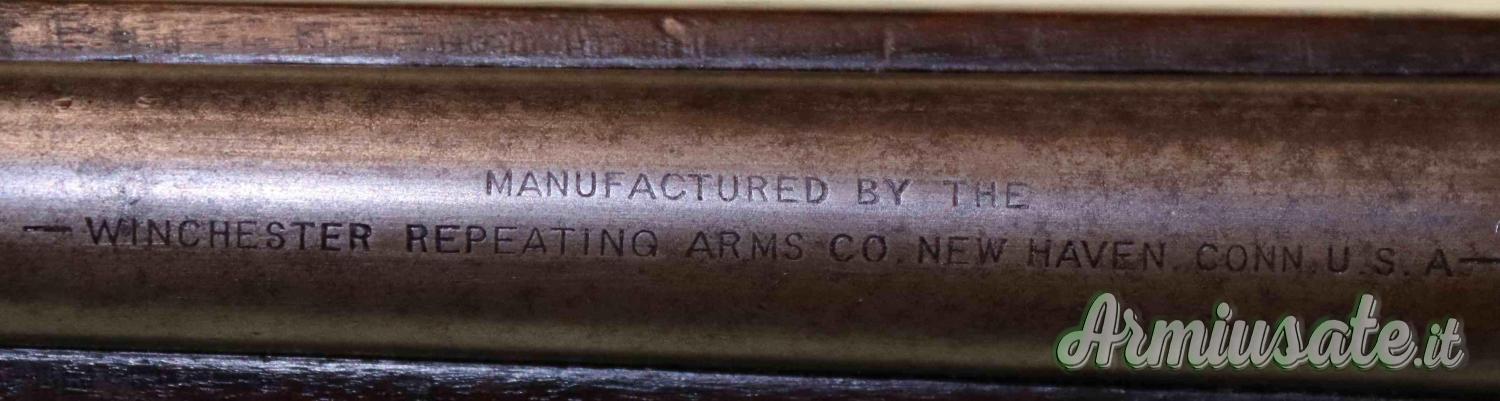 MANUFACTURED BY THE
—WINCHESTER REPEATING ARMS CO. NEW HAVEN. CONN. U.S.A.—
Armiusate.it